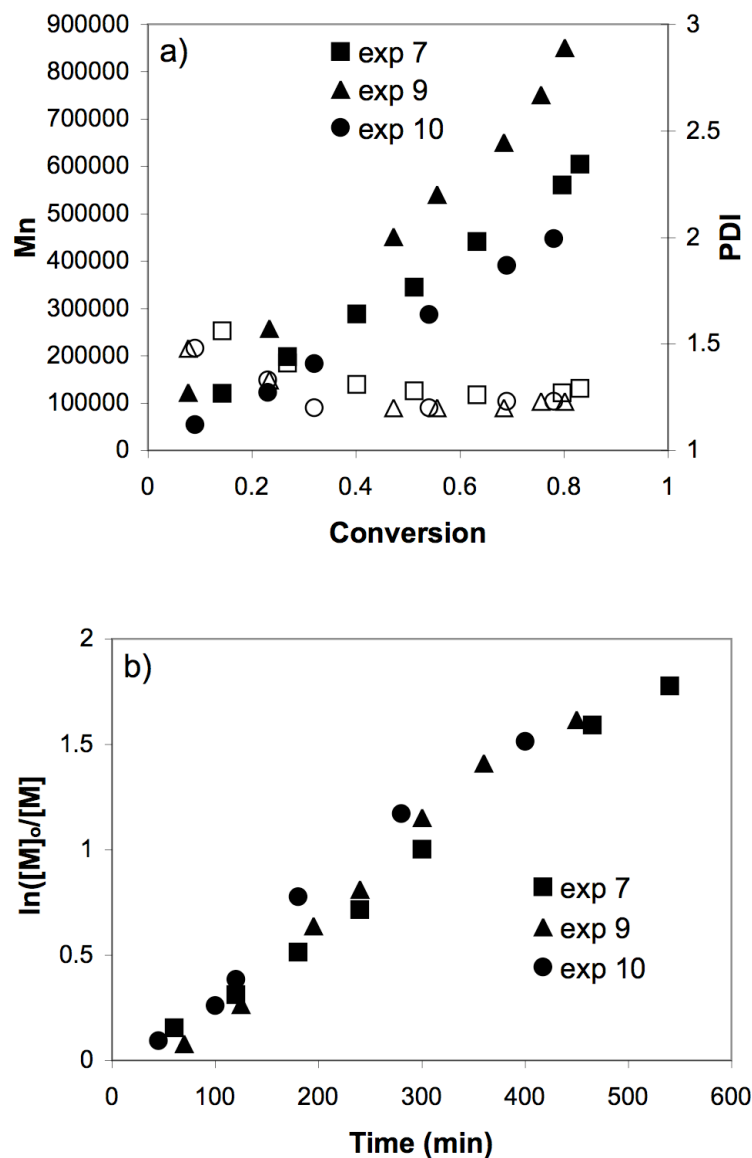 a)
exp 7
exp 9
exp 10
900000
800000
700000
600000
500000
400000
300000
200000
100000
0
Mn
3
2.5
2
1.5
1
PDI
0 0.2 0.4 0.6 0.8 1
Conversion
b)
2
1.5
1
0.5
0
ln([M]₀/[M]
exp 7
exp 9
exp 10
0 100 200 300 400 500 600
Time (min)